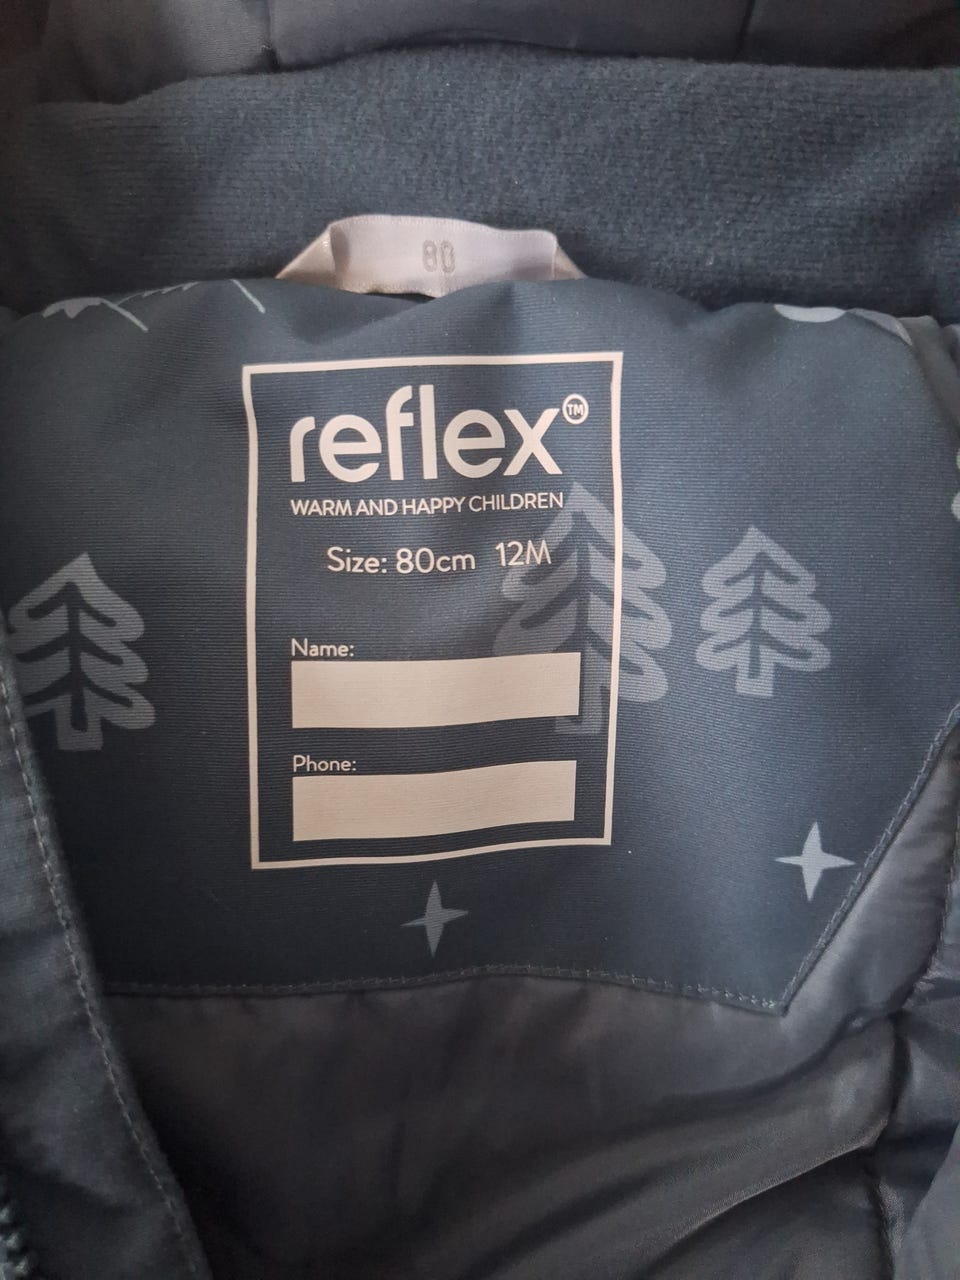 80
reflex™
WARM AND HAPPY CHILDREN
Size: 80cm 12M
Name:
Phone: